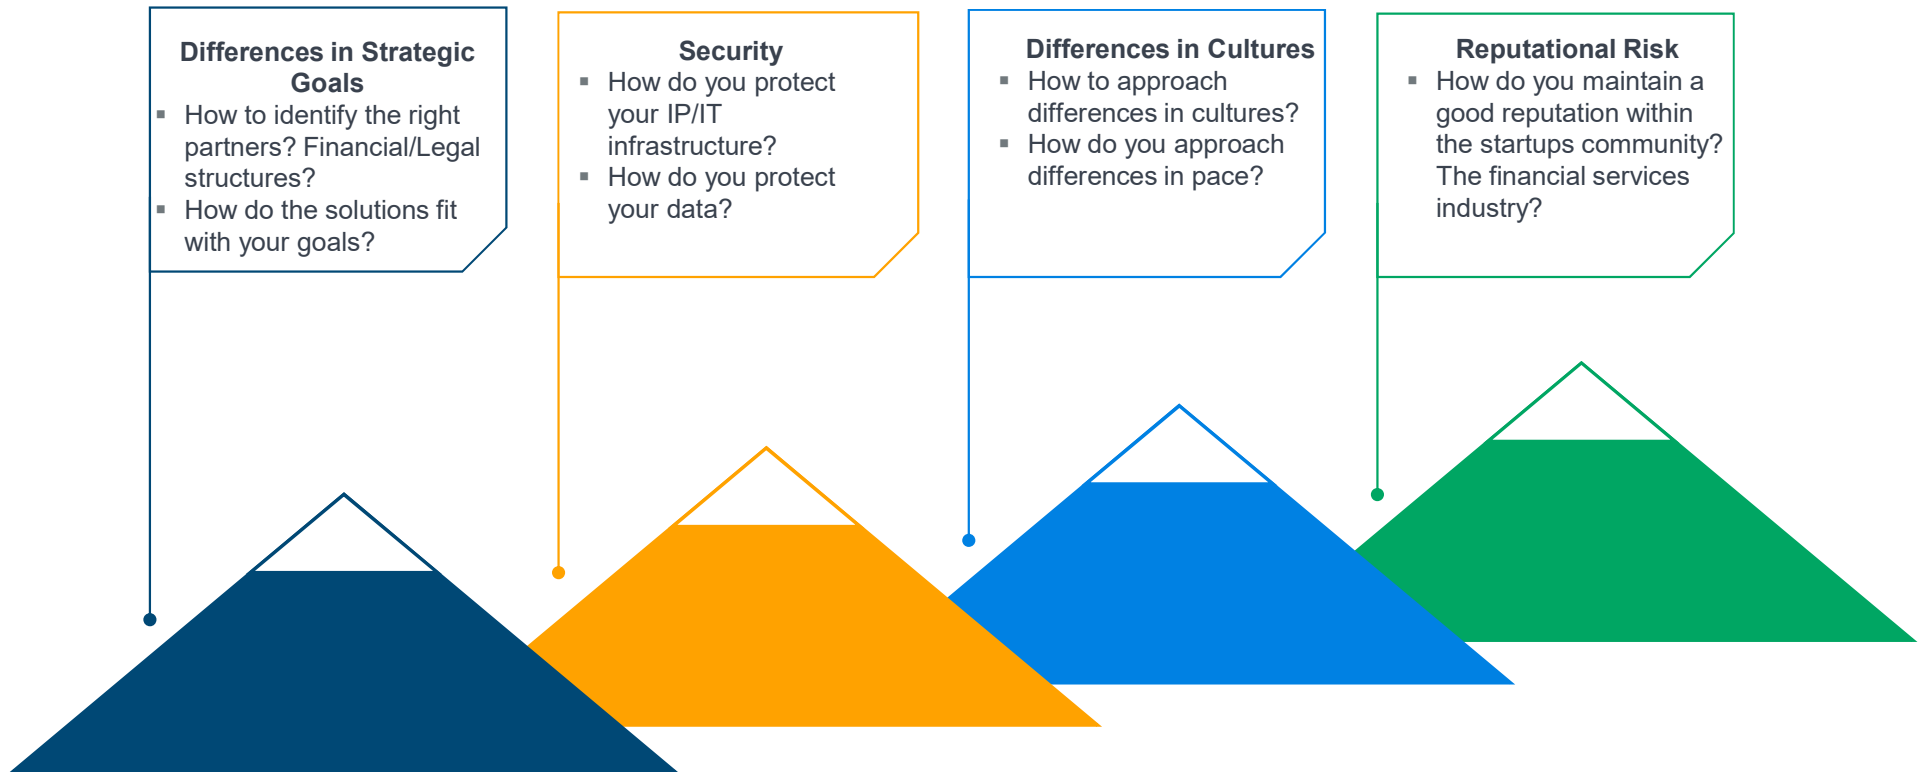 Differences in Strategic
Goals
▪ How to identify the right
partners? Financial/Legal
structures?
▪ How do the solutions fit
with your goals?
Security
▪ How do you protect
your IP/IT
infrastructure?
▪ How do you protect
your data?
Differences in Cultures
▪ How to approach
differences in cultures?
▪ How do you approach
differences in pace?
Reputational Risk
▪ How do you maintain a
good reputation within
the startups community?
The financial services
industry?